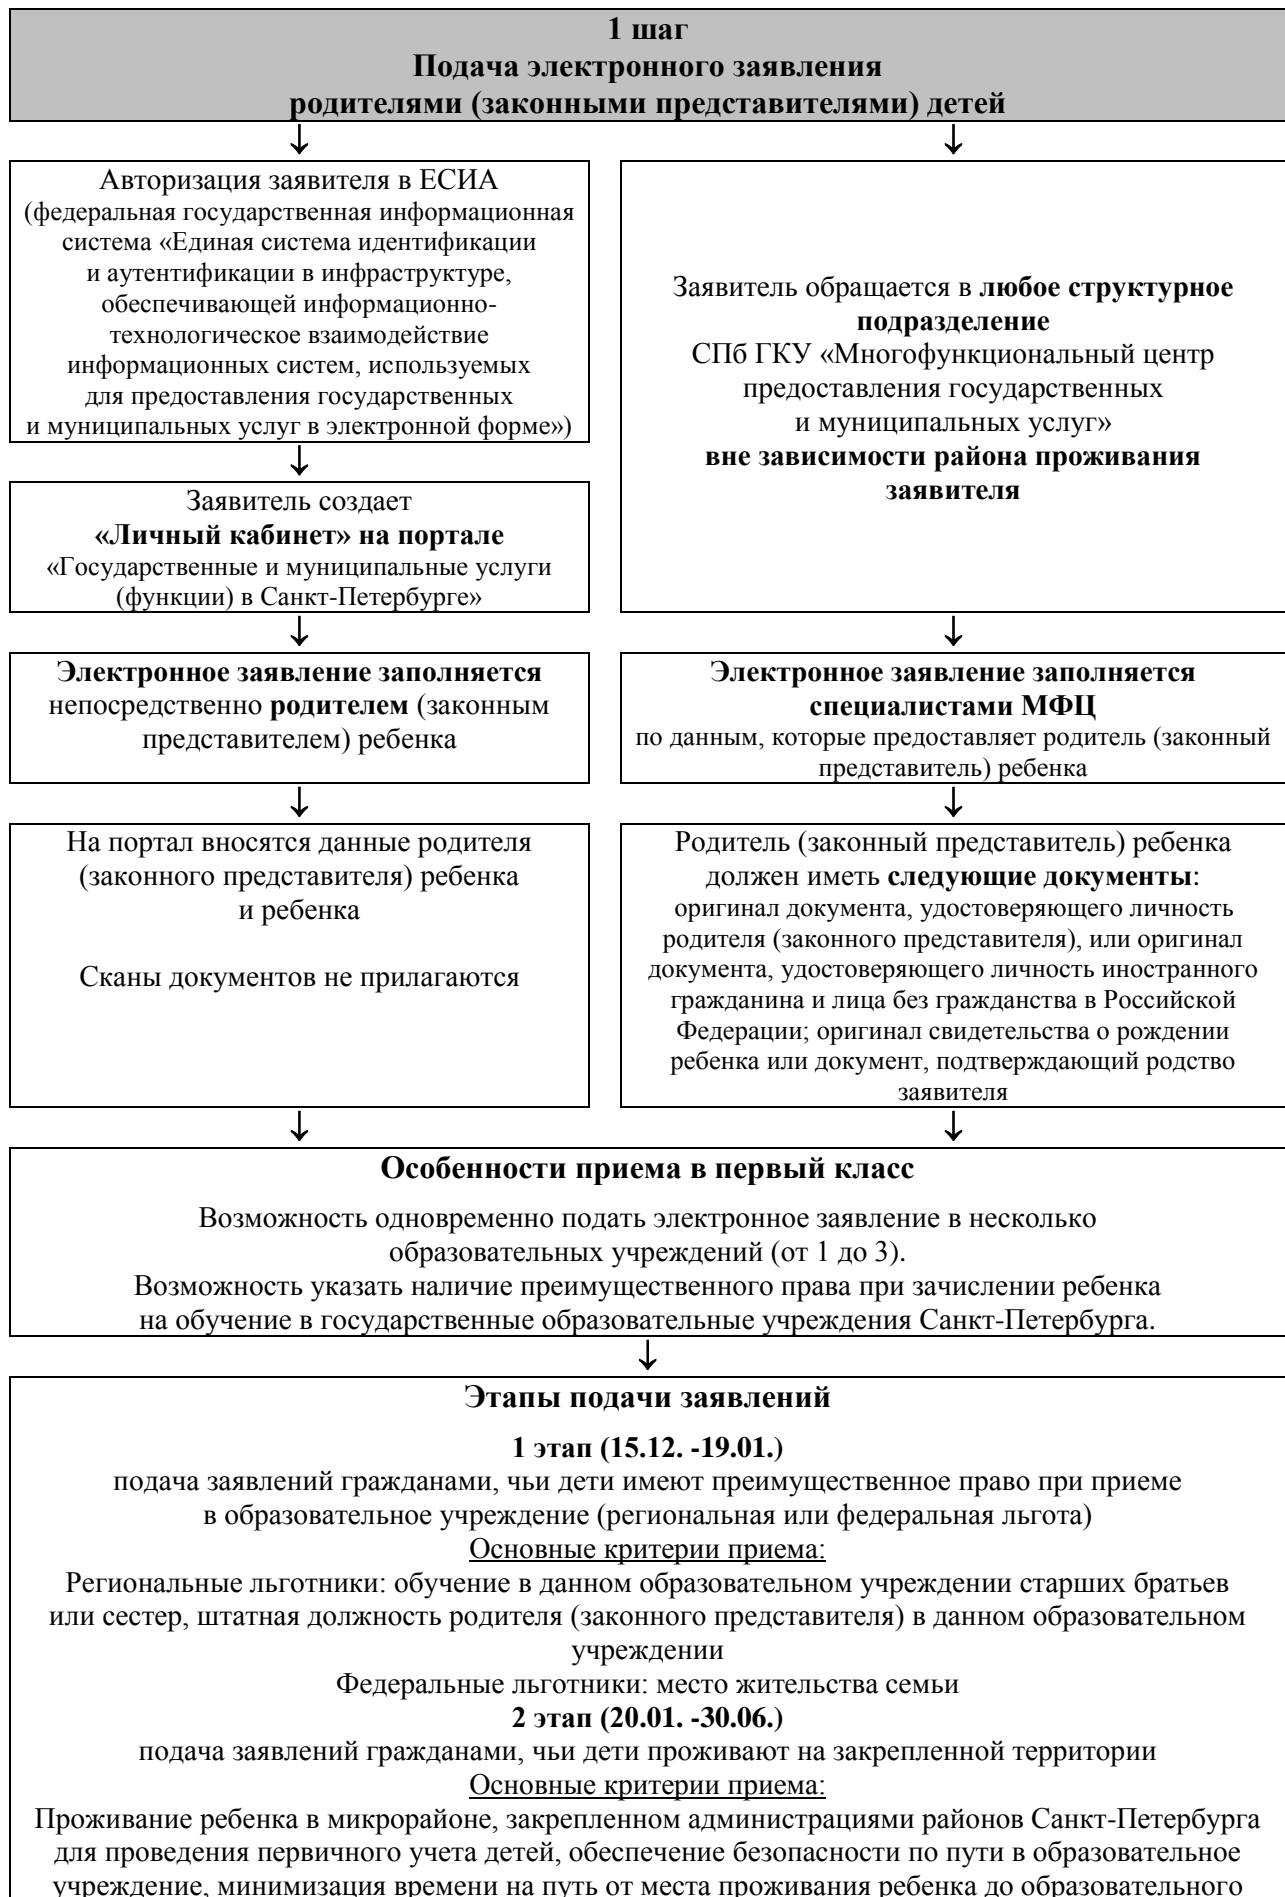 1 шаг
Подача электронного заявления
родителями (законными представителями) детей
↓
↓
Авторизация заявителя в ЕСИА
(федеральная государственная информационная
система «Единая система идентификации
и аутентификации в инфраструктуре,
обеспечивающей информационно-
технологическое взаимодействие
информационных систем, используемых
для предоставления государственных
и муниципальных услуг в электронной форме»)
↓
Заявитель создает
«Личный кабинет» на портале
«Государственные и муниципальные услуги
(функции) в Санкт-Петербурге»
↓
Электронное заявление заполняется
непосредственно родителем (законным
представителем) ребенка
↓
На портал вносятся данные родителя
(законного представителя) ребенка
и ребенка
Сканы документов не прилагаются
↓
Заявитель обращается в любое структурное
подразделение
СПб ГКУ «Многофункциональный центр
предоставления государственных
и муниципальных услуг»
вне зависимости района проживания
заявителя
↓
Электронное заявление заполняется
специалистами МФЦ
по данным, которые предоставляет родитель (законный
представитель) ребенка
↓
Родитель (законный представитель) ребенка
должен иметь следующие документы:
оригинал документа, удостоверяющего личность
родителя (законного представителя), или оригинал
документа, удостоверяющего личность иностранного
гражданина и лица без гражданства в Российской
Федерации; оригинал свидетельства о рождении
ребенка или документ, подтверждающий родство
заявителя
↓
Особенности приема в первый класс
Возможность одновременно подать электронное заявление в несколько
образовательных учреждений (от 1 до 3).
Возможность указать наличие преимущественного права при зачислении ребенка
на обучение в государственные образовательные учреждения Санкт-Петербурга.
↓
Этапы подачи заявлений
1 этап (15.12. -19.01.)
подача заявлений гражданами, чьи дети имеют преимущественное право при приеме
в образовательное учреждение (региональная или федеральная льгота)
Основные критерии приема:
Региональные льготники: обучение в данном образовательном учреждении старших братьев
или сестер, штатная должность родителя (законного представителя) в данном образовательном
учреждении
Федеральные льготники: место жительства семьи
2 этап (20.01. -30.06.)
подача заявлений гражданами, чьи дети проживают на закрепленной территории
Основные критерии приема:
Проживание ребенка в микрорайоне, закрепленном администрациями районов Санкт-Петербурга
для проведения первичного учета детей, обеспечение безопасности по пути в образовательное
учреждение, минимизация времени на путь от места проживания ребенка до образовательного